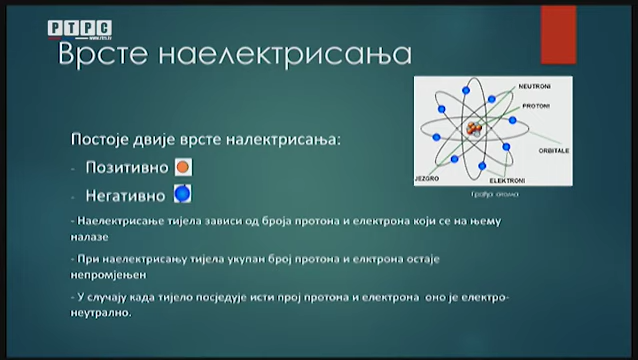 РТРС
Врсте наелектрисања
NEUTRONI
PROTONI
ORBITALE
ELEKTRONI
JEZGRO
Грађа атома
Постоје двије врсте налектрисања:
- Позитивно
- Негативно
- Наелектрисање тијела зависи од броја протона и електрона који се на њему
налазе
- При наелектрисању тијела укупан број протона и елктрона остаје
непромјењен
- У случају када тијело посједује исти прој протона и електрона оно је електро-
неутрално.